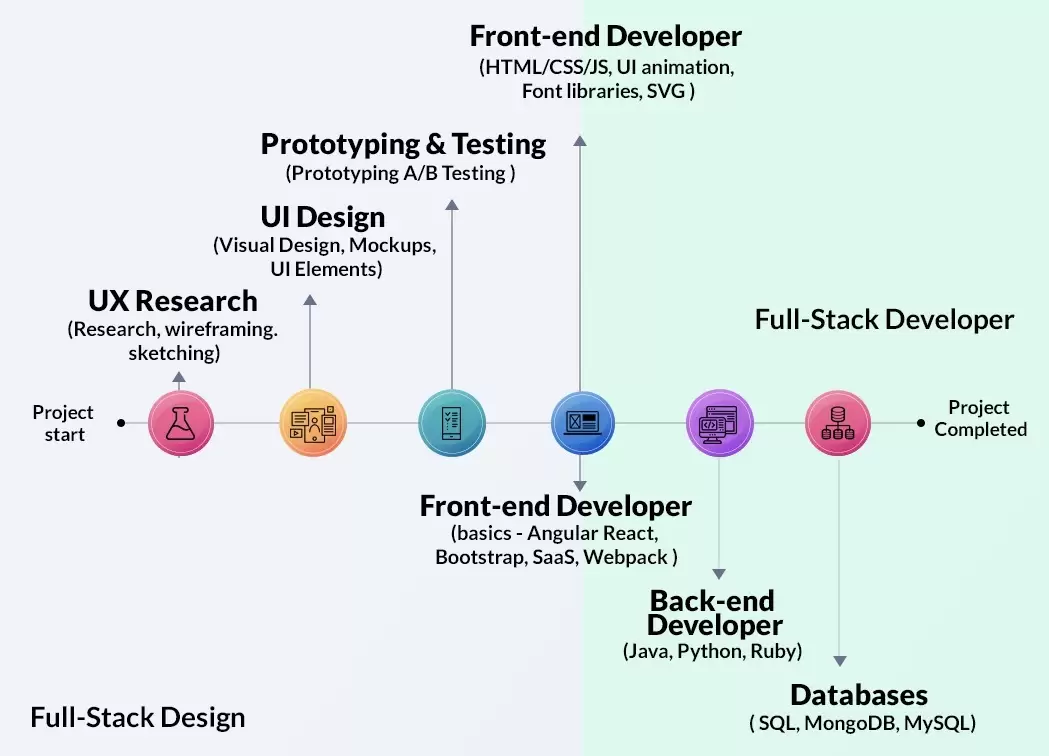 Front-end Developer
(HTML/CSS/JS, UI animation,
Font libraries, SVG )
Prototyping & Testing
(Prototyping A/B Testing )
UI Design
(Visual Design, Mockups,
UI Elements)
UX Research
(Research, wireframing.
sketching)
Full-Stack Developer
Project
start
Project
Completed
Front-end Developer
(basics - Angular React,
Bootstrap, SaaS, Webpack )
Back-end
Developer
(Java, Python, Ruby)
Databases
( SQL, MongoDB, MySQL)
Full-Stack Design